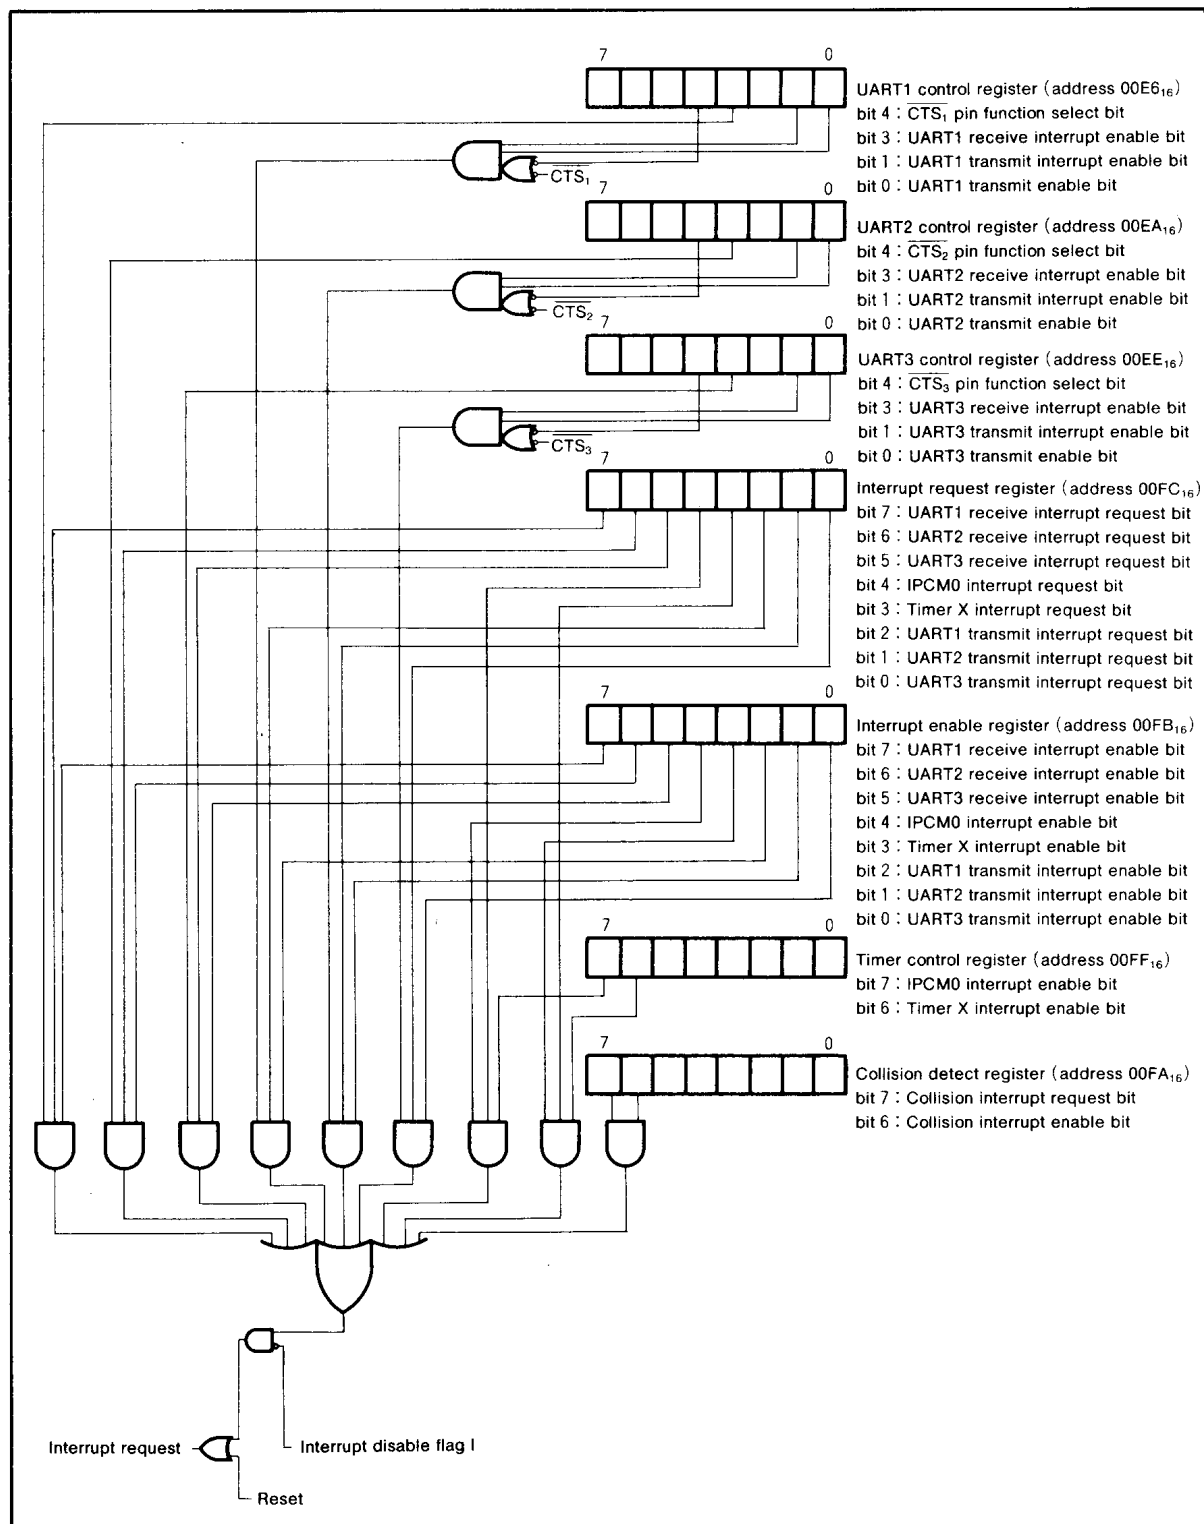 7 0
UART1 control register (address 00E6₁₆)
bit 4 : C̅T̅S̅₁ pin function select bit
bit 3 : UART1 receive interrupt enable bit
bit 1 : UART1 transmit interrupt enable bit
bit 0 : UART1 transmit enable bit
C̅T̅S̅₁
7 0
UART2 control register (address 00EA₁₆)
bit 4 : C̅T̅S̅₂ pin function select bit
bit 3 : UART2 receive interrupt enable bit
bit 1 : UART2 transmit interrupt enable bit
bit 0 : UART2 transmit enable bit
C̅T̅S̅₂
7 0
UART3 control register (address 00EE₁₆)
bit 4 : C̅T̅S̅₃ pin function select bit
bit 3 : UART3 receive interrupt enable bit
bit 1 : UART3 transmit interrupt enable bit
bit 0 : UART3 transmit enable bit
C̅T̅S̅₃
7 0
Interrupt request register (address 00FC₁₆)
bit 7 : UART1 receive interrupt request bit
bit 6 : UART2 receive interrupt request bit
bit 5 : UART3 receive interrupt request bit
bit 4 : IPCM0 interrupt request bit
bit 3 : Timer X interrupt request bit
bit 2 : UART1 transmit interrupt request bit
bit 1 : UART2 transmit interrupt request bit
bit 0 : UART3 transmit interrupt request bit
7 0
Interrupt enable register (address 00FB₁₆)
bit 7 : UART1 receive interrupt enable bit
bit 6 : UART2 receive interrupt enable bit
bit 5 : UART3 receive interrupt enable bit
bit 4 : IPCM0 interrupt enable bit
bit 3 : Timer X interrupt enable bit
bit 2 : UART1 transmit interrupt enable bit
bit 1 : UART2 transmit interrupt enable bit
bit 0 : UART3 transmit interrupt enable bit
7 0
Timer control register (address 00FF₁₆)
bit 7 : IPCM0 interrupt enable bit
bit 6 : Timer X interrupt enable bit
7 0
Collision detect register (address 00FA₁₆)
bit 7 : Collision interrupt request bit
bit 6 : Collision interrupt enable bit
Interrupt request
Interrupt disable flag I
Reset